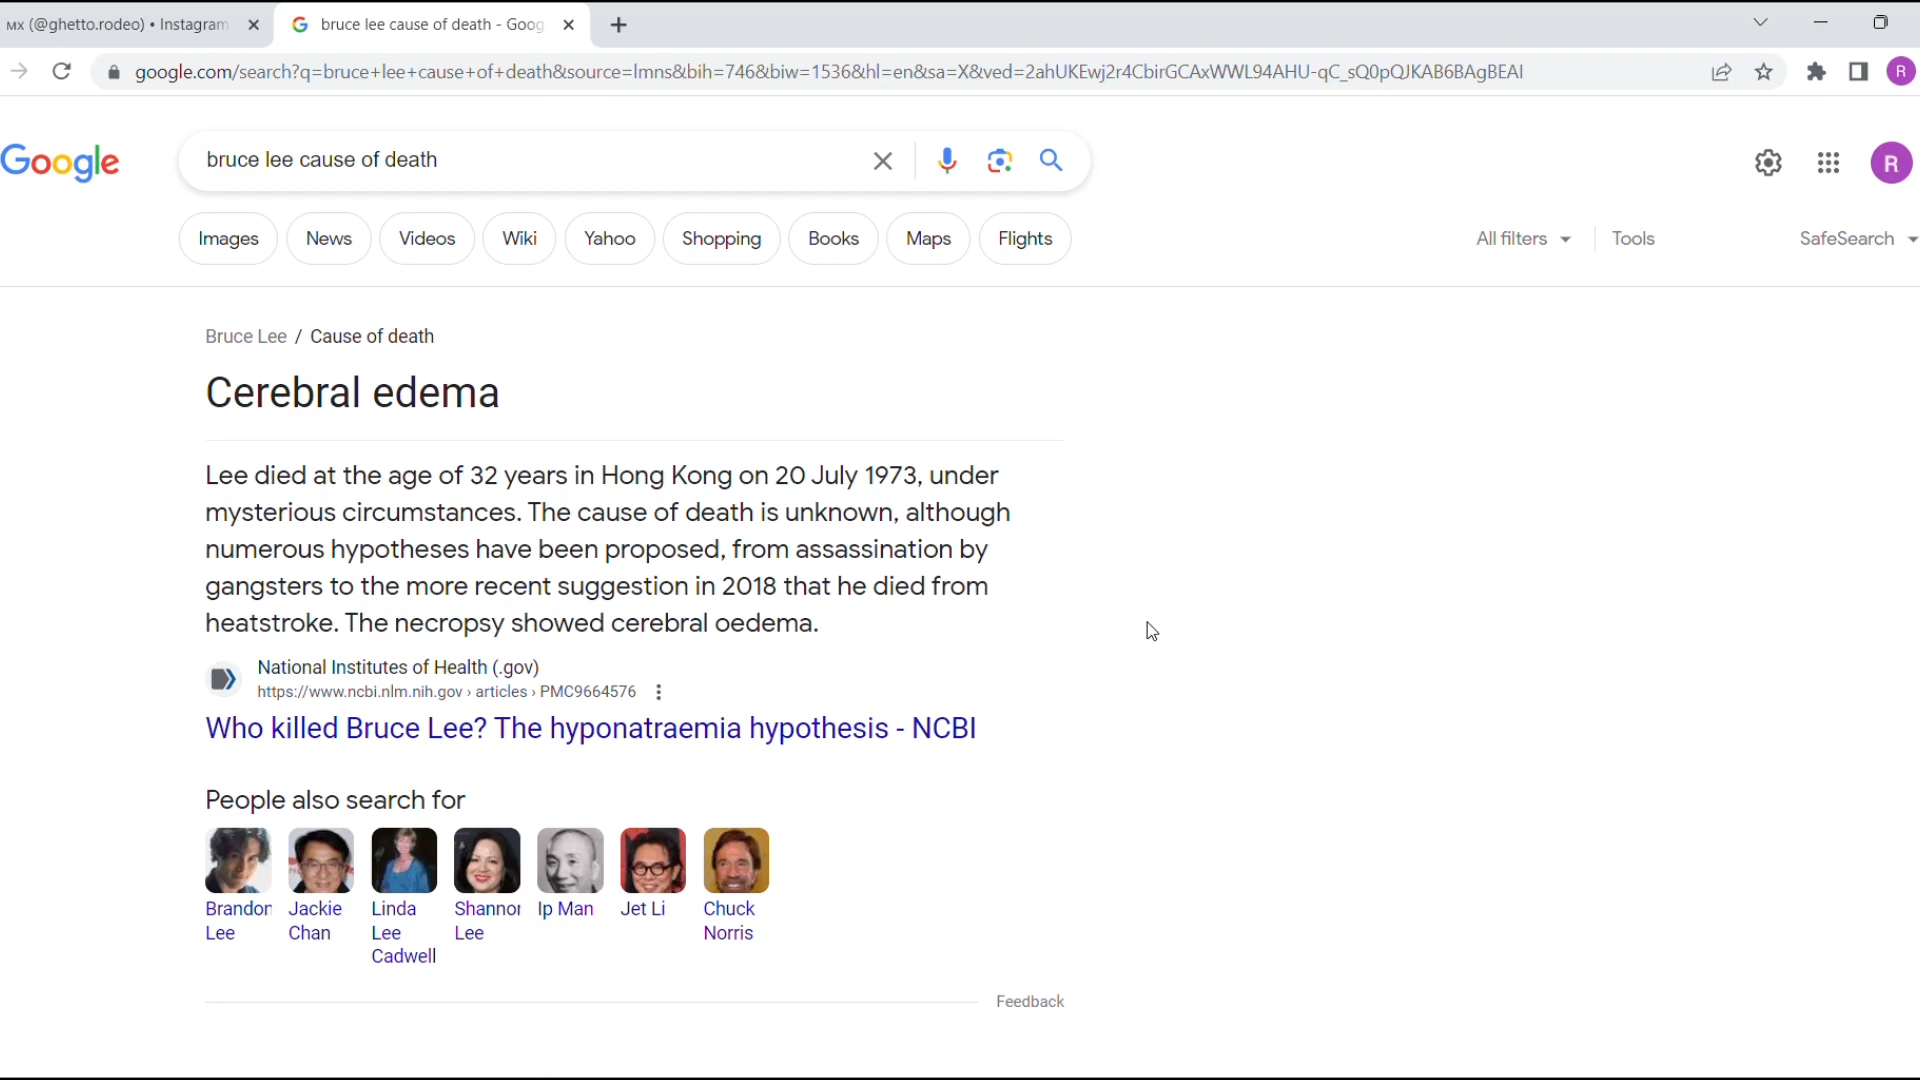 MX (@ghetto.rodeo) • Instagram
bruce lee cause of death - Goog
google.com/search?q=bruce+lee+cause+of+death&source=lmns&bih=746&biw=1536&hl=en&sa=X&ved=2ahUKEwj2r4CbirGCAxWWL94AHU-qC_sQ0pQJKAB6BAgBEAI
R
Google
bruce lee cause of death
R
Images
News
Videos
Wiki
Yahoo
Shopping
Books
Maps
Flights
All filters
Tools
SafeSearch
Bruce Lee / Cause of death
Cerebral edema
Lee died at the age of 32 years in Hong Kong on 20 July 1973, under
mysterious circumstances. The cause of death is unknown, although
numerous hypotheses have been proposed, from assassination by
gangsters to the more recent suggestion in 2018 that he died from
heatstroke. The necropsy showed cerebral oedema.
National Institutes of Health (.gov)
https://www.ncbi.nlm.nih.gov › articles › PMC9664576
Who killed Bruce Lee? The hyponatraemia hypothesis - NCBI
People also search for
Brandon
Lee
Jackie
Chan
Linda
Lee
Cadwell
Shannon
Lee
Ip Man
Jet Li
Chuck
Norris
Feedback